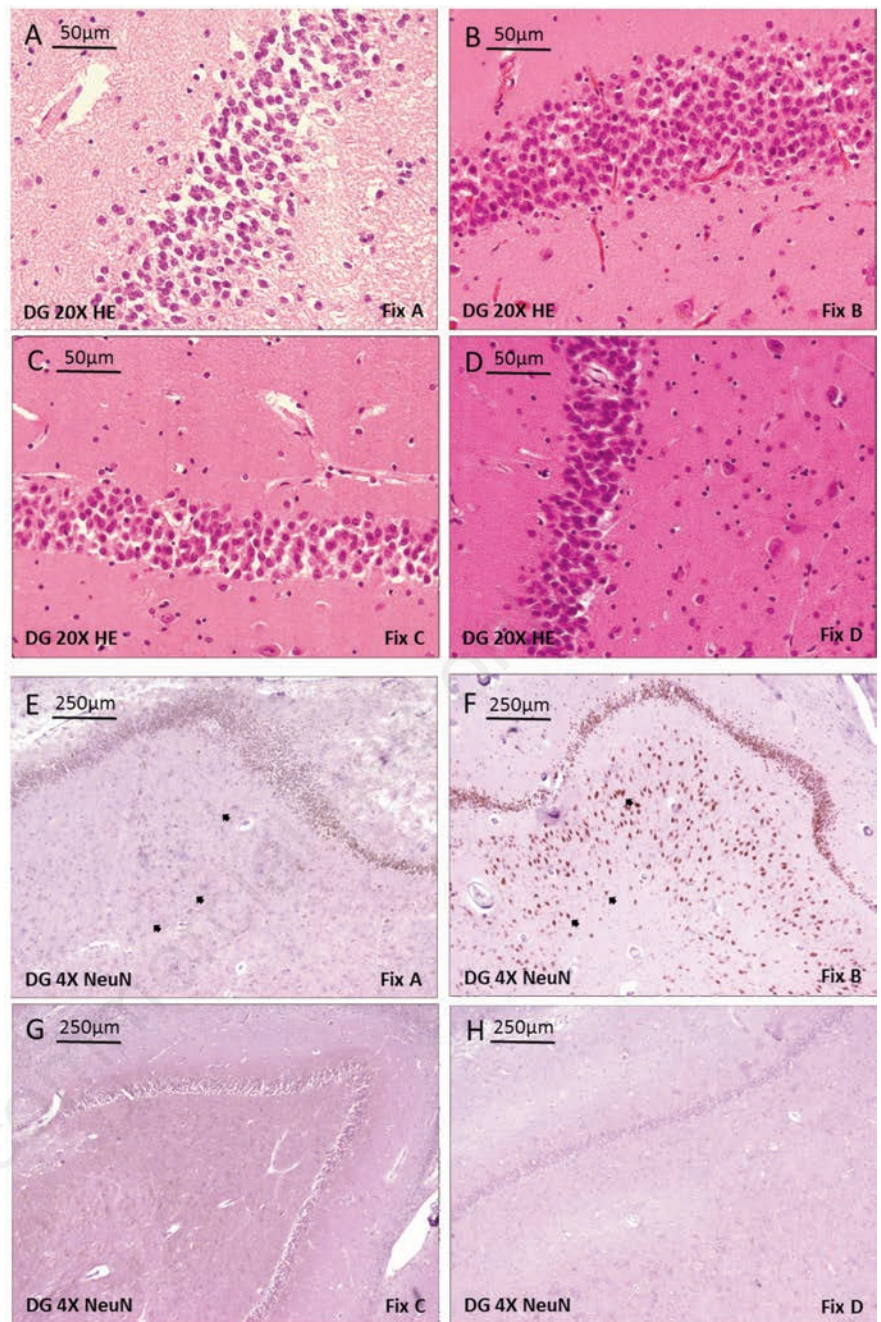 A 50µm
DG 20X HE Fix A
B 50µm
DG 20X HE Fix B
C 50µm
DG 20X HE Fix C
D 50µm
DG 20X HE Fix D
E 250µm
DG 4X NeuN Fix A
F 250µm
DG 4X NeuN Fix B
G 250µm
DG 4X NeuN Fix C
H 250µm
DG 4X NeuN Fix D